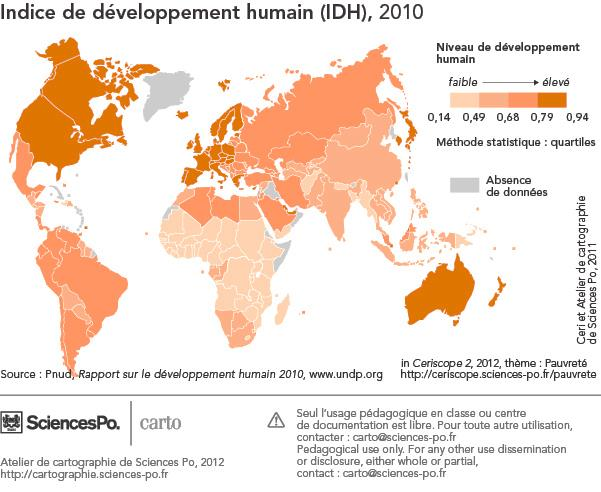 Indice de développement humain (IDH), 2010
Niveau de développement
humain
faible élevé
0,14 0,49 0,68 0,79 0,94
Méthode statistique : quartiles
Absence
de données
Ceri et Atelier de cartographie
de Sciences Po, 2011
Source : Pnud, Rapport sur le développement humain 2010, www.undp.org
in Ceriscope 2, 2012, thème : Pauvreté
http://ceriscope.sciences-po.fr/pauvrete
SciencesPo. carto
Atelier de cartographie de Sciences Po, 2012
http://cartographie.sciences-po.fr
Seul l'usage pédagogique en classe ou centre
de documentation est libre. Pour toute autre utilisation,
contacter : carto@sciences-po.fr
Pedagogical use only. For any other use dissemination
or disclosure, either whole or partial,
contact : carto@sciences-po.fr